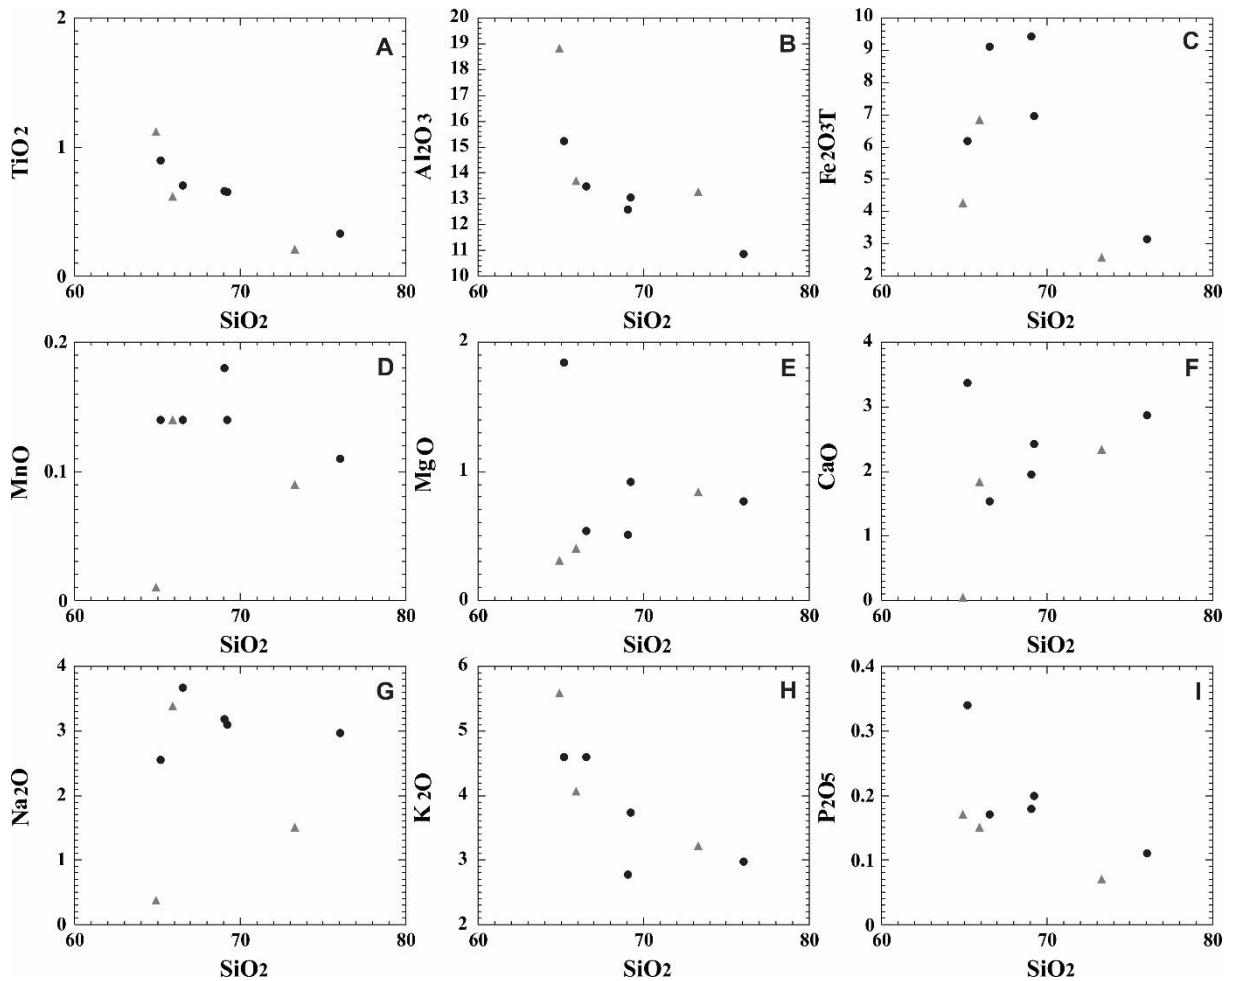 2
1
0
TiO2
A
60
70
80
SiO2
20
19
18
17
16
15
14
13
12
11
10
Al2O3
B
60
70
80
SiO2
10
9
8
7
6
5
4
3
2
Fe2O3T
C
60
70
80
SiO2
0.2
0.1
0
MnO
D
60
70
80
SiO2
2
1
0
MgO
E
60
70
80
SiO2
4
3
2
1
0
CaO
F
60
70
80
SiO2
4
3
2
1
0
Na2O
G
60
70
80
SiO2
6
5
4
3
2
K2O
H
60
70
80
SiO2
0.4
0.3
0.2
0.1
0
P2O5
I
60
70
80
SiO2